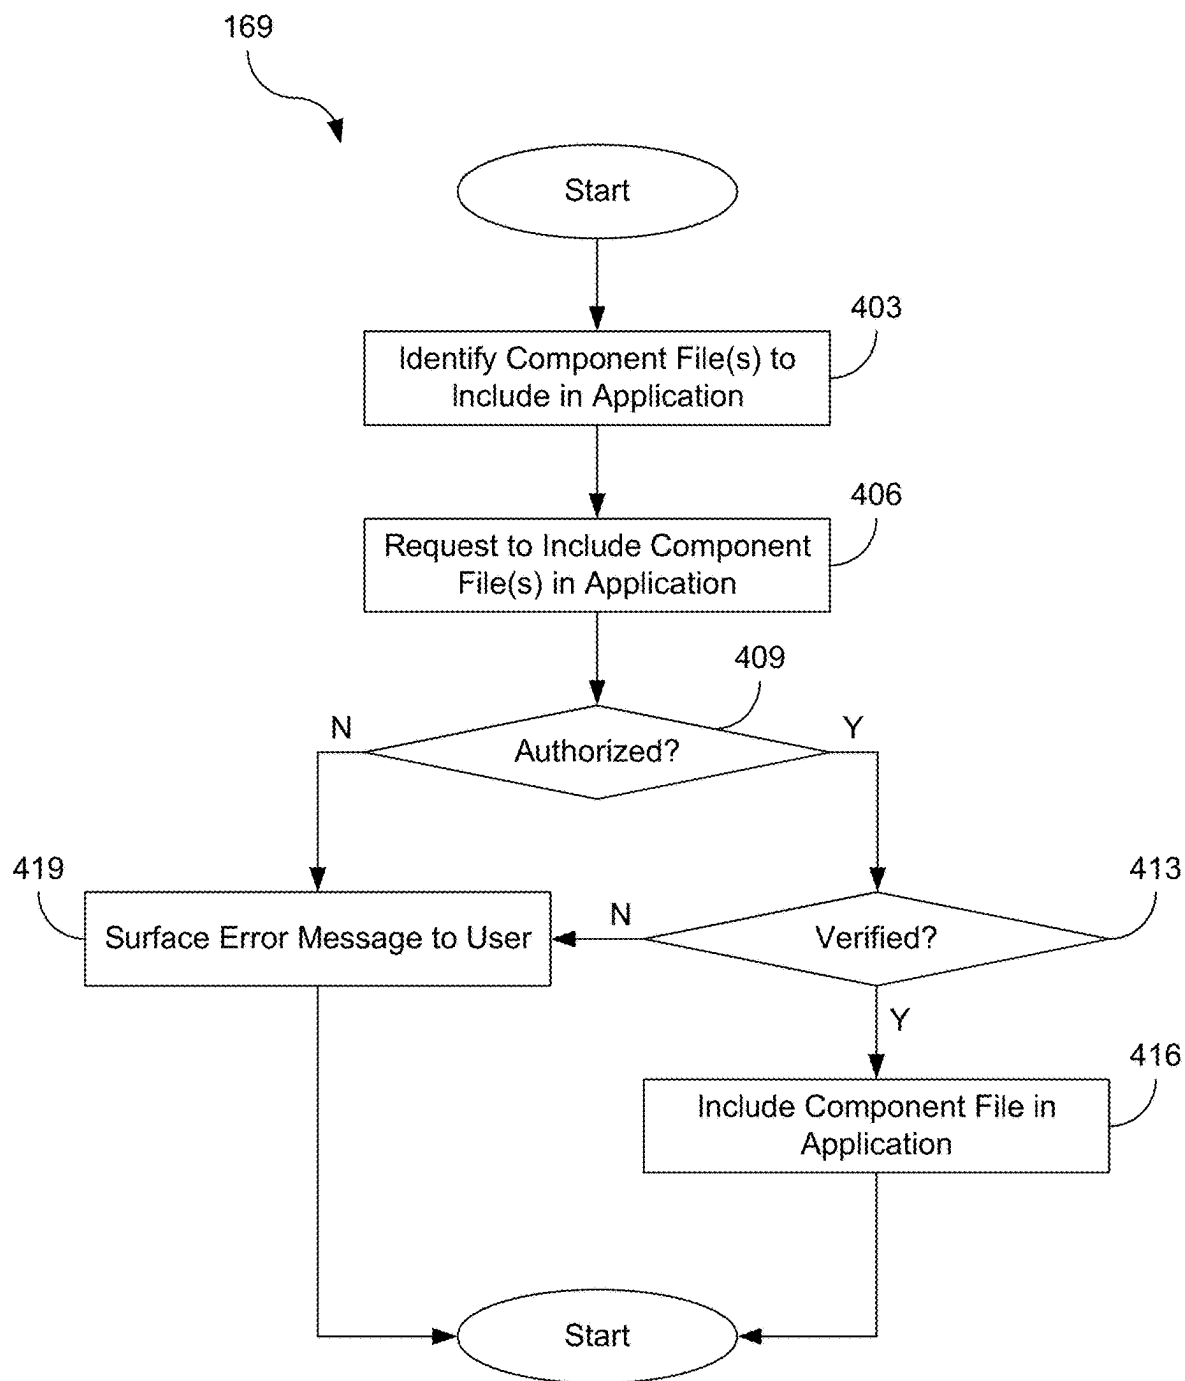 169
Start
403
Identify Component File(s) to
Include in Application
406
Request to Include Component
File(s) in Application
409
N
Authorized?
Y
419
Surface Error Message to User
N
Verified?
413
Y
416
Include Component File in
Application
Start